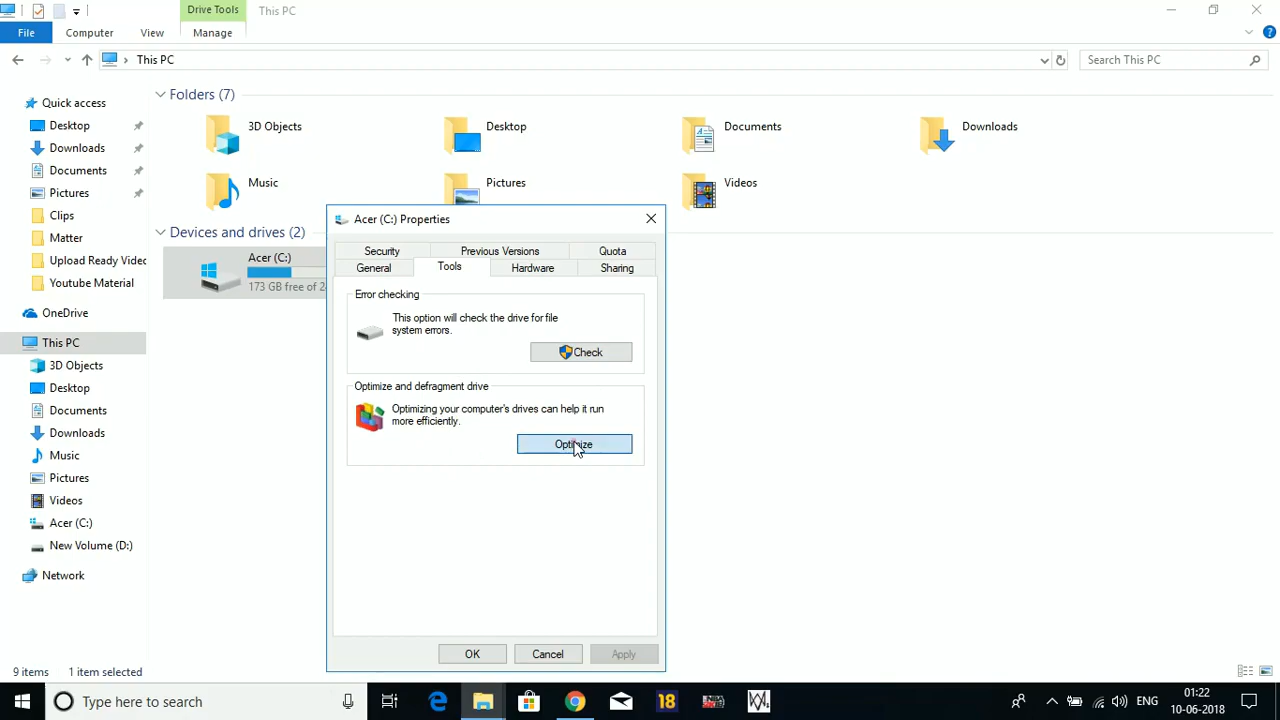 Drive Tools
This PC
File
Computer
View
Manage
This PC
Search This PC
Quick access
Desktop
Downloads
Documents
Pictures
Clips
Matter
Upload Ready Videc
Youtube Material
OneDrive
This PC
3D Objects
Desktop
Documents
Downloads
Music
Pictures
Videos
Acer (C:)
New Volume (D:)
Network
Folders (7)
3D Objects
Desktop
Documents
Downloads
Music
Pictures
Videos
Devices and drives (2)
Acer (C:)
173 GB free of
Acer (C:) Properties
Security
Previous Versions
Quota
General
Tools
Hardware
Sharing
Error checking
This option will check the drive for file
system errors.
Check
Optimize and defragment drive
Optimizing your computer's drives can help it run
more efficiently.
Optimize
OK
Cancel
Apply
9 items
1 item selected
Type here to search
18
ENG
01:22
10-06-2018